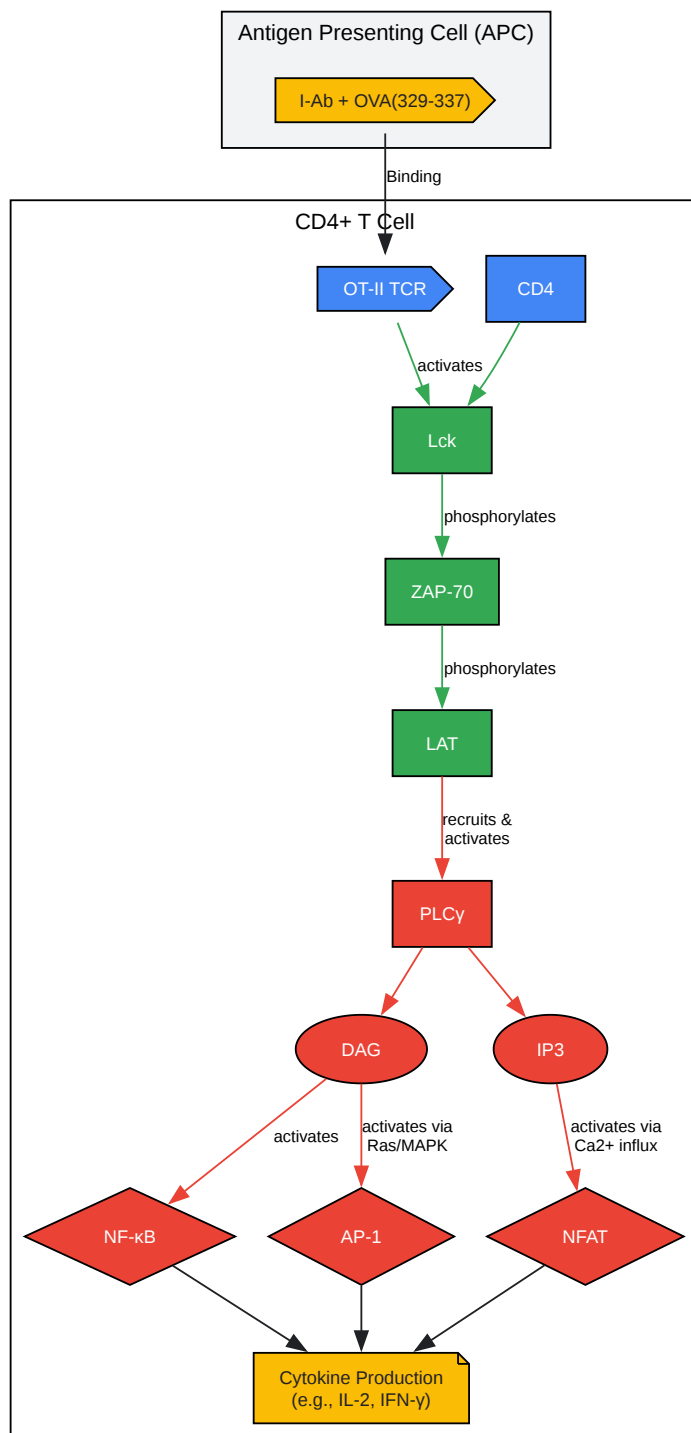 Antigen Presenting Cell (APC)
I-Ab + OVA(329-337)
Binding
CD4+ T Cell
OT-II TCR
CD4
activates
Lck
phosphorylates
ZAP-70
phosphorylates
LAT
recruits &
activates
PLCγ
DAG
IP3
activates
activates via
Ras/MAPK
activates via
Ca2+ influx
NF-κB
AP-1
NFAT
Cytokine Production
(e.g., IL-2, IFN-γ)